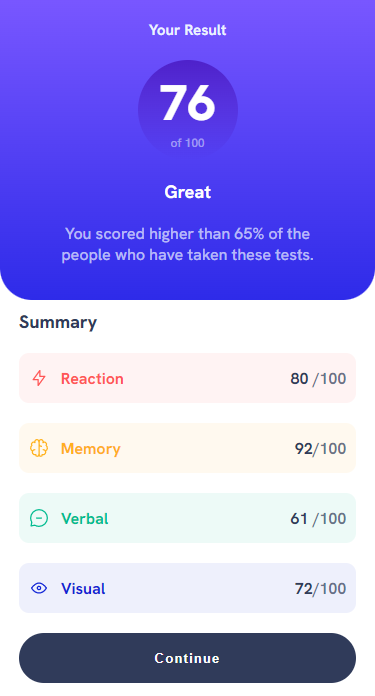 Your Result
76
of 100
Great
You scored higher than 65% of the
people who have taken these tests.
Summary
Reaction 80 /100
Memory 92/100
Verbal 61 /100
Visual 72/100
Continue